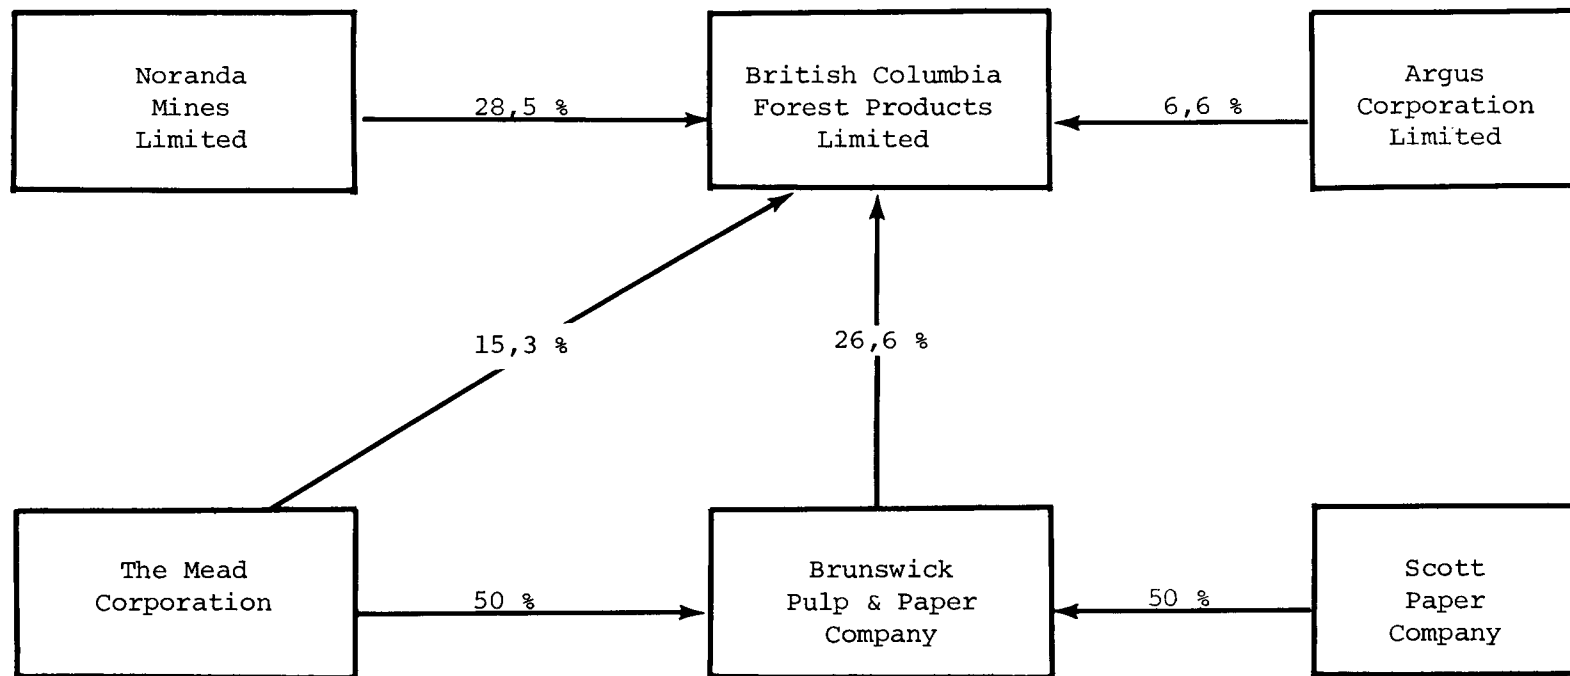 Noranda
Mines
Limited
28,5 %
British Columbia
Forest Products
Limited
6,6 %
Argus
Corporation
Limited
15,3 %
26,6 %
The Mead
Corporation
50 %
Brunswick
Pulp & Paper
Company
50 %
Scott
Paper
Company